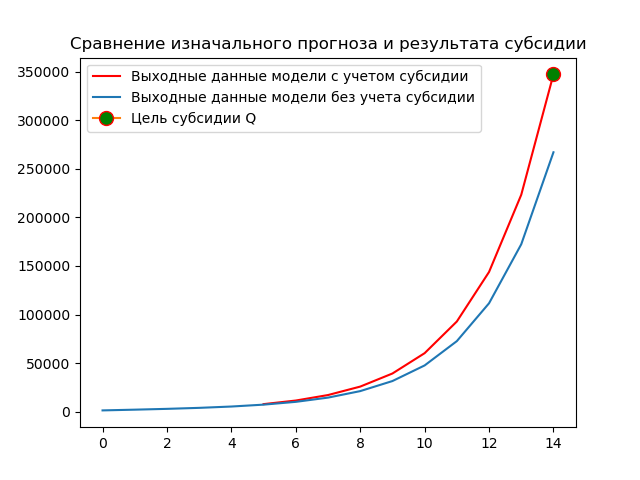 Сравнение изначального прогноза и результата субсидии
Выходные данные модели с учетом субсидии
Выходные данные модели без учета субсидии
Цель субсидии Q
350000
300000
250000
200000
150000
100000
50000
0
0 2 4 6 8 10 12 14